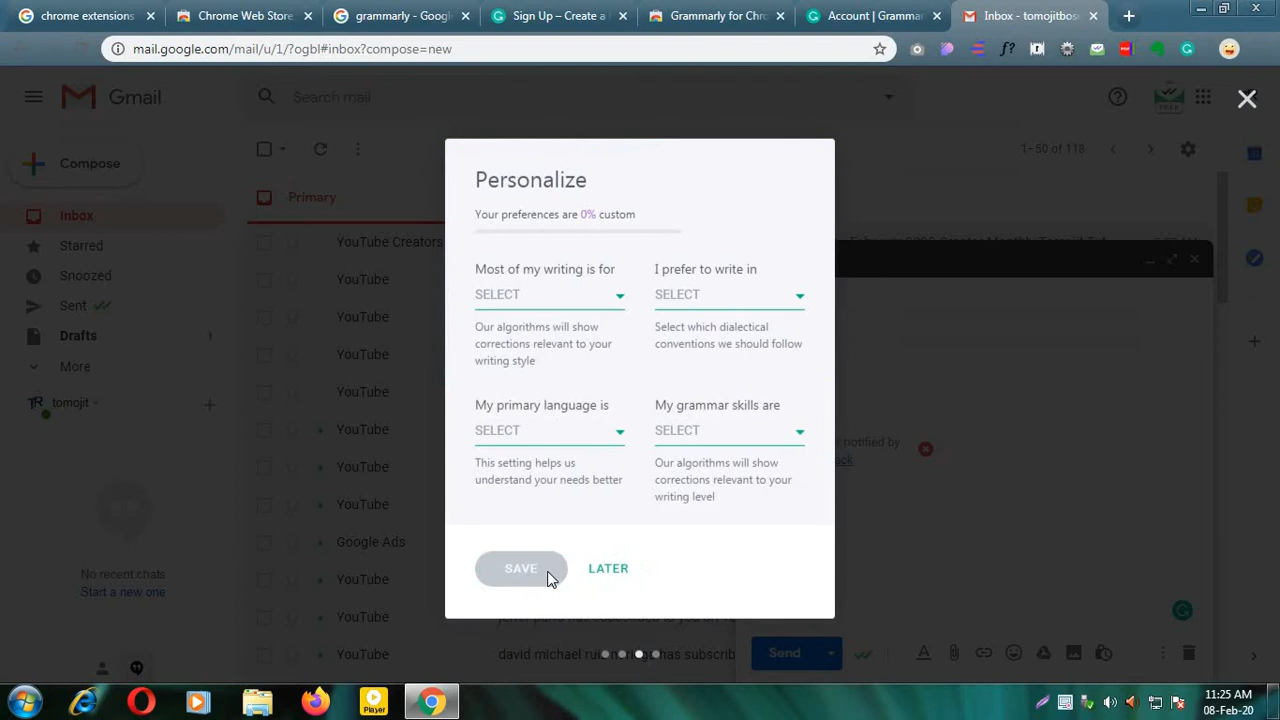 chrome extensions
Chrome Web Store
grammarly - Googl
Sign Up – Create a
Grammarly for Chro
Account | Gramma
Inbox - tomojitbos
mail.google.com/mail/u/1/?ogbl#inbox?compose=new
Gmail
Search mail
Compose
1–50 of 118
Primary
Inbox
Starred
Snoozed
Sent
Drafts 1
More
tomojit
No recent chats
Start a new one
YouTube Creators
YouTube
YouTube
YouTube
YouTube
YouTube
YouTube
YouTube
Google Ads
YouTube
YouTube
YouTube
Personalize
Your preferences are 0% custom
Most of my writing is for
SELECT
Our algorithms will show
corrections relevant to your
writing style
I prefer to write in
SELECT
Select which dialectical
conventions we should follow
My primary language is
SELECT
This setting helps us
understand your needs better
My grammar skills are
SELECT
Our algorithms will show
corrections relevant to your
writing level
SAVE
LATER
notified by
Send
Player
11:25 AM
08-Feb-20